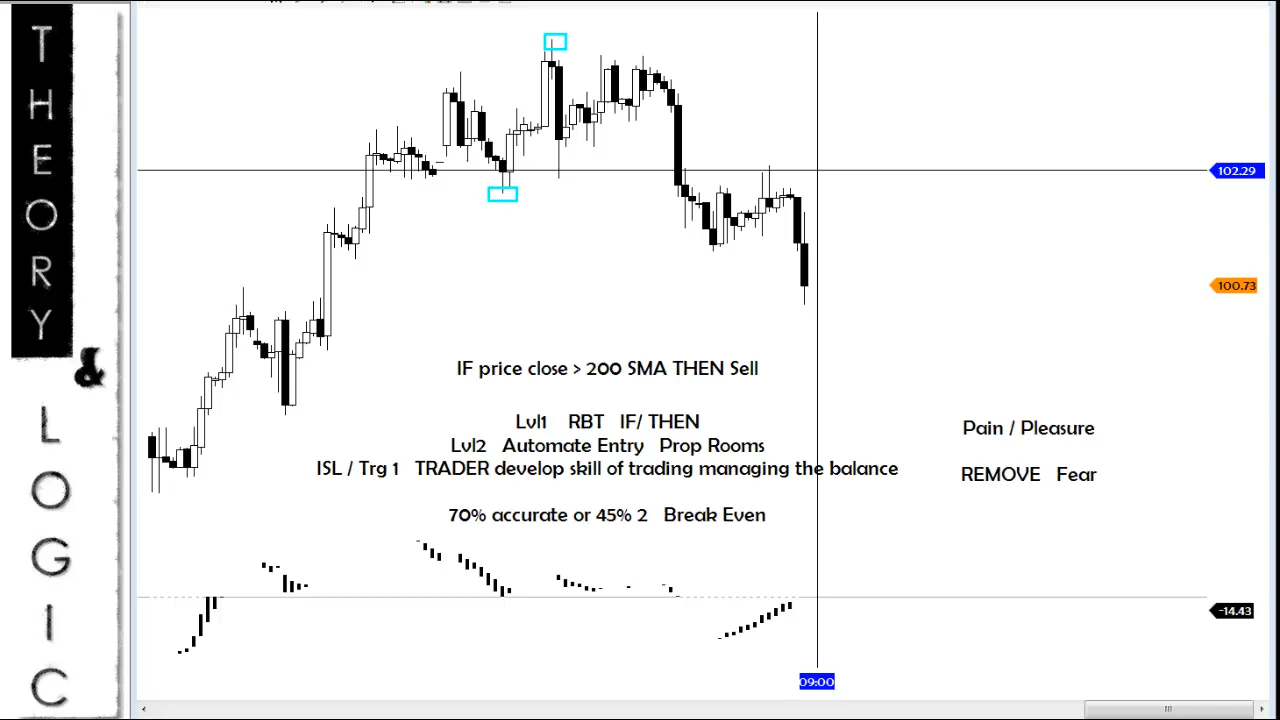 THEORY
&
LOGIC
102.29
100.73
IF price close > 200 SMA THEN Sell
Lvl1 RBT IF/ THEN
Lvl2 Automate Entry Prop Rooms
ISL / Trg 1 TRADER develop skill of trading managing the balance
70% accurate or 45% 2 Break Even
Pain / Pleasure
REMOVE Fear
-14.43
09:00